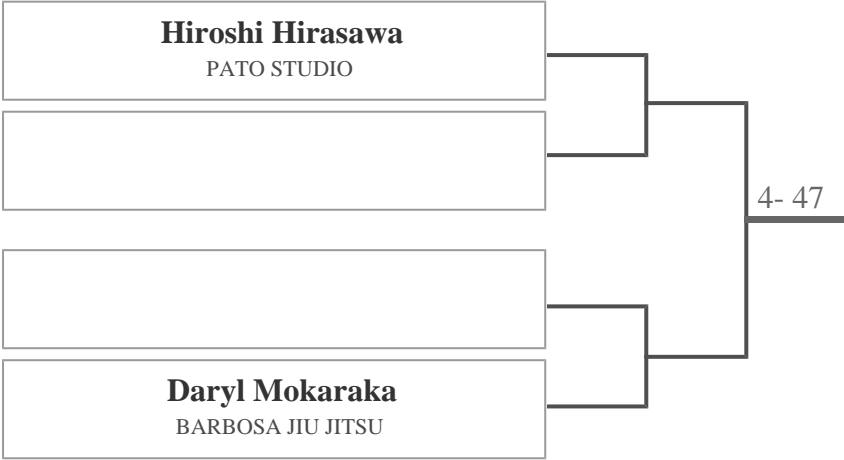 Hiroshi Hirasawa
PATO STUDIO
4- 47
Daryl Mokaraka
BARBOSA JIU JITSU